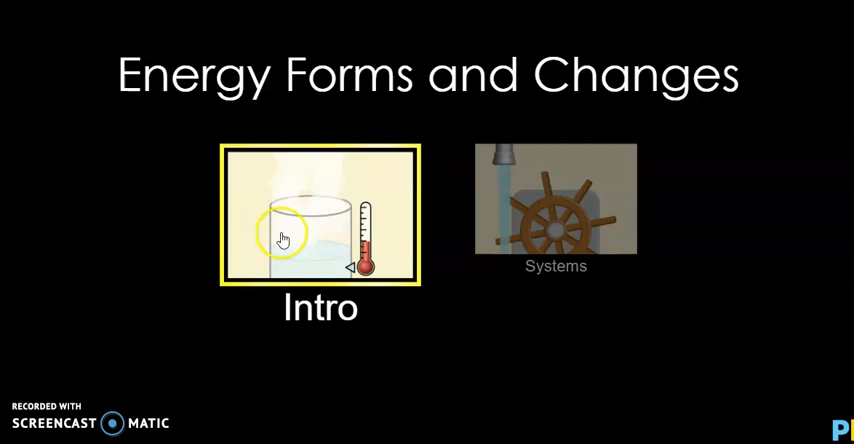 Energy Forms and Changes
Intro
Systems
RECORDED WITH
SCREENCAST MATIC